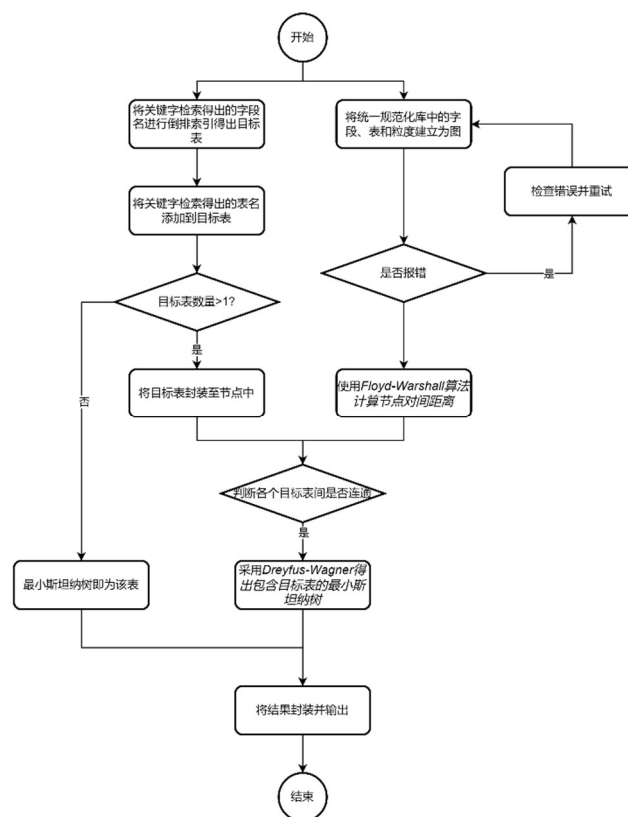 开始
将关键字检索得出的字段
名进行倒排索引得出目标
表
将统一规范化库中的字
段、表和粒度建立为图
检查错误并重试
将关键字检索得出的表名
添加到目标表
是否报错
是
目标表数量>1?
是
否
将目标表封装至节点中
使用Floyd-Warshall算法
计算节点对间距离
判断各个目标表间是否连通
是
最小斯坦纳树即为该表
采用Dreyfus-Wagner得
出包含目标表的最小斯
坦纳树
将结果封装并输出
结束